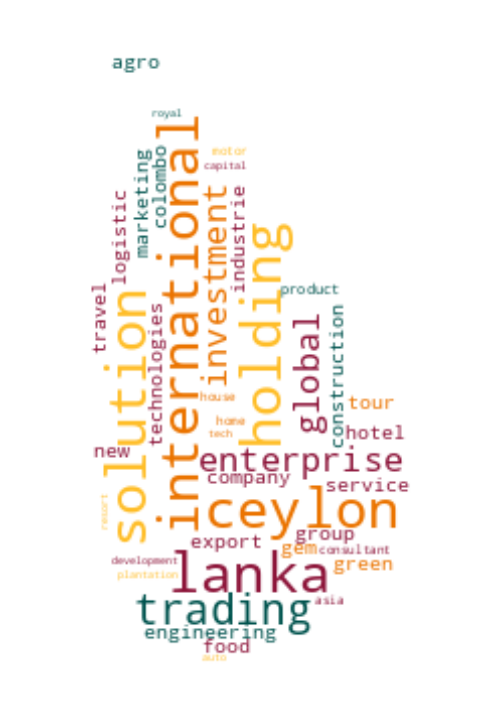 agro
royal
international
motor
capital
marketing
colombo
logistic
investment
industrie
holding
travel
solution
technologies
product
global
construction
house
tour
home
tech
hotel
new
enterprise
company
service
resort
ceylon
export
group
gem
consultant
development
plantation
lanka
green
trading
asia
engineering
food
auto